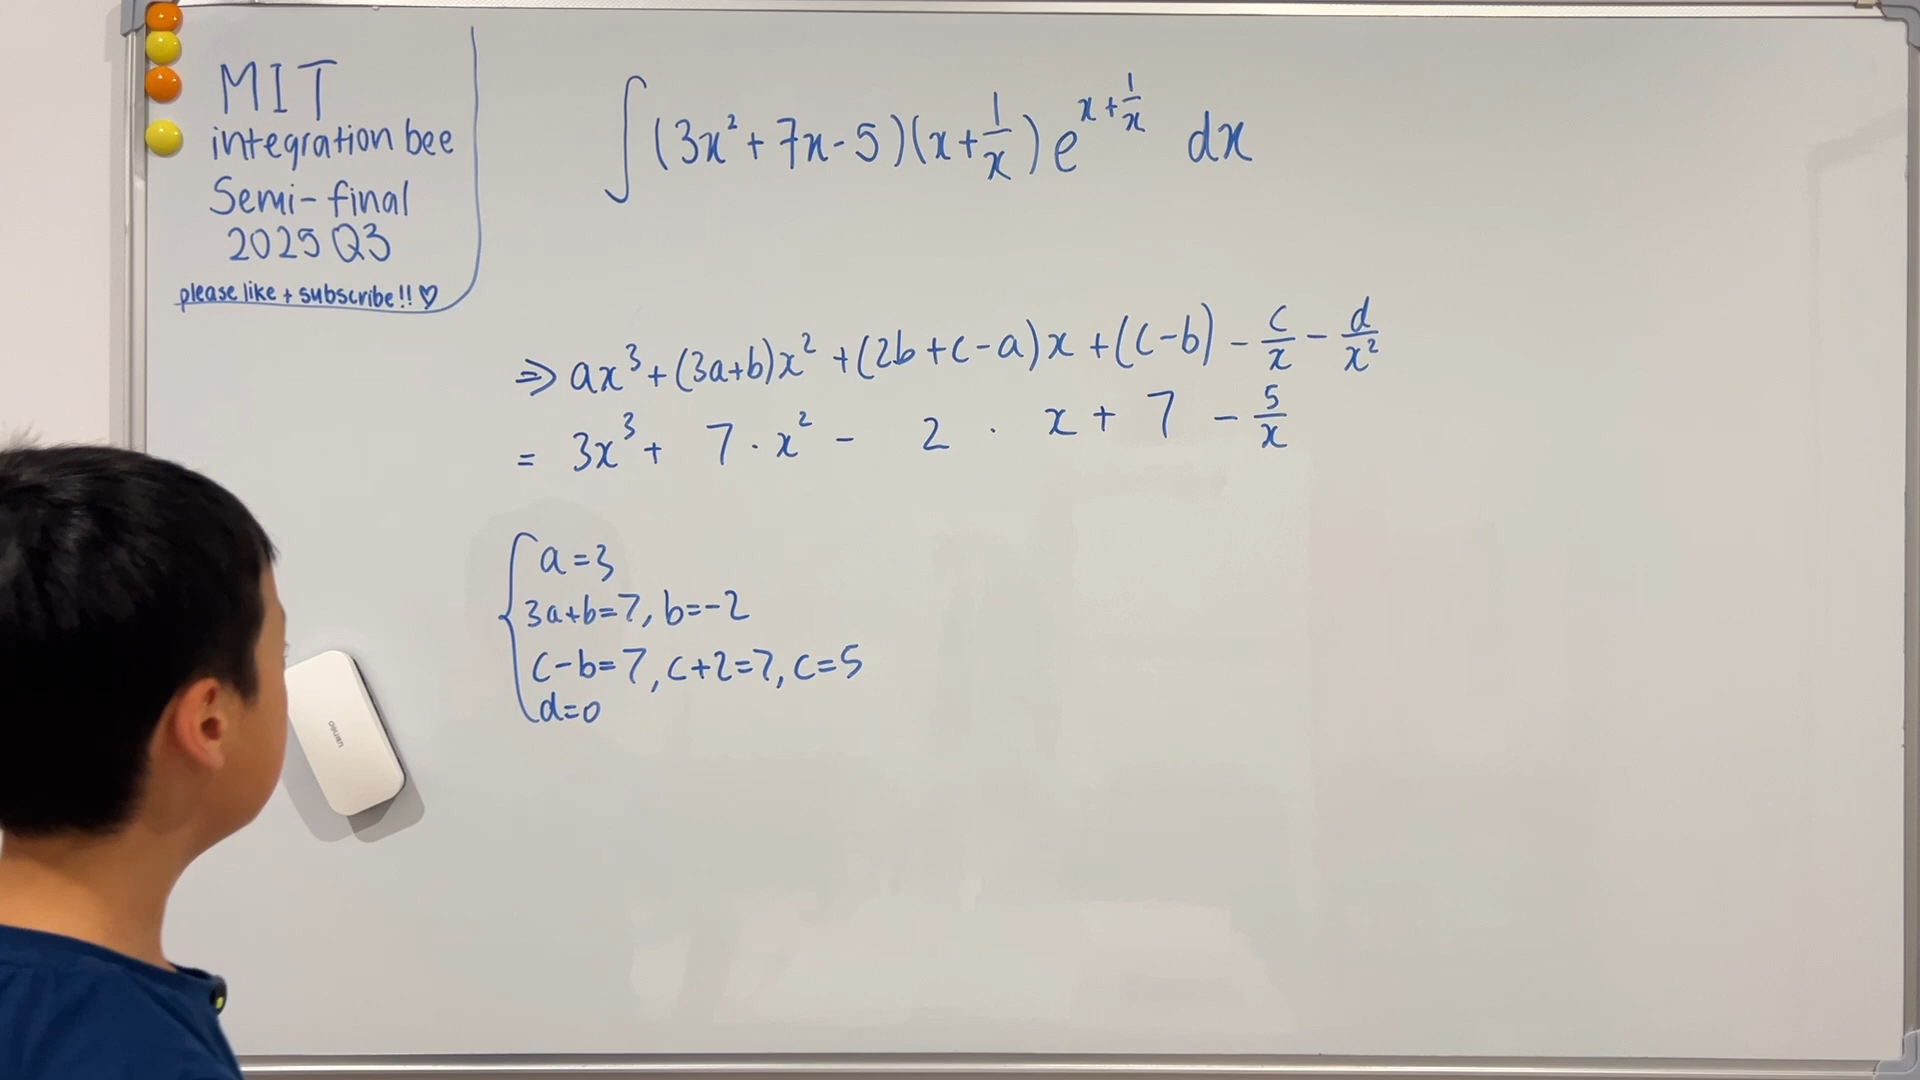 MIT
integration bee
Semi-final
2025 Q3
please like + subscribe!! ♡
∫(3x²+7x-5)(x+1/x)e^(x+1/x) dx
⇒ ax³+(3a+b)x²+(2b+c-a)x+(c-b)-c/x-d/x²
= 3x³+ 7·x² - 2 · x + 7 - 5/x
a=3
3a+b=7, b=-2
c-b=7, c+2=7, c=5
d=0